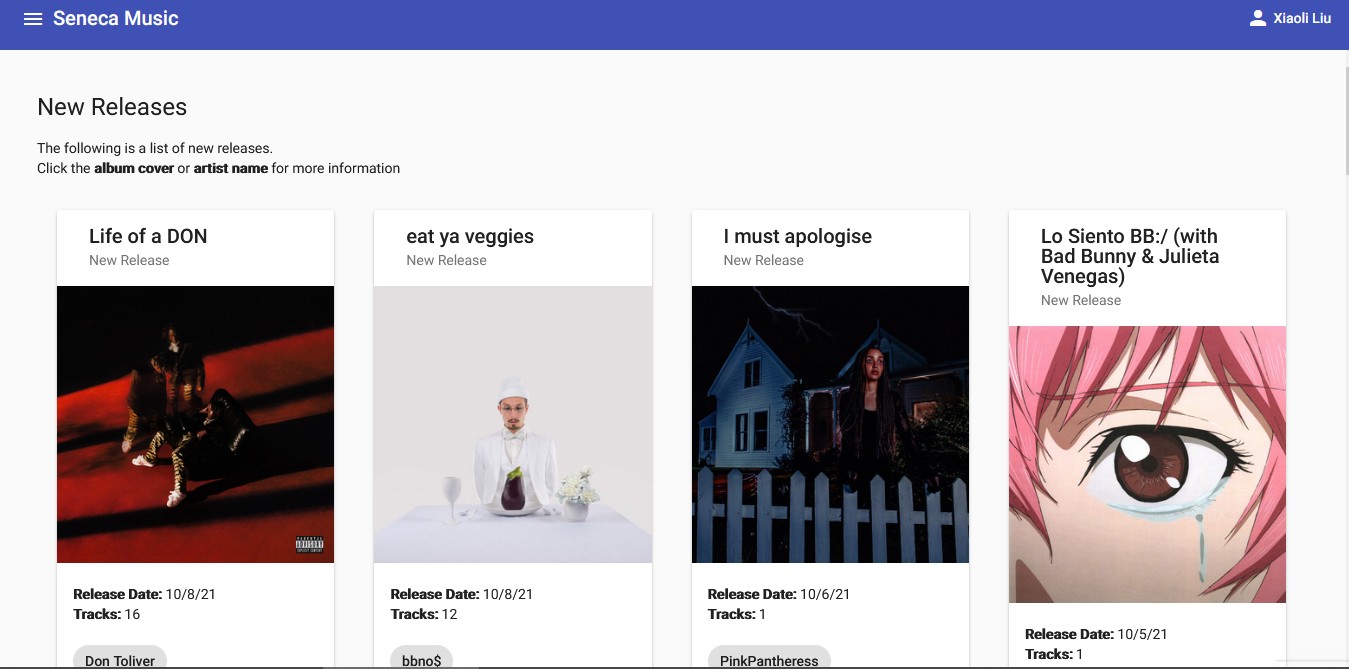 Seneca Music
Xiaoli Liu
New Releases
The following is a list of new releases.
Click the album cover or artist name for more information
Life of a DON
New Release
PARENTAL
ADVISORY
EXPLICIT CONTENT
Release Date: 10/8/21
Tracks: 16
Don Toliver
eat ya veggies
New Release
Release Date: 10/8/21
Tracks: 12
bbno$
I must apologise
New Release
Release Date: 10/6/21
Tracks: 1
PinkPantheress
Lo Siento BB:/ (with
Bad Bunny & Julieta
Venegas)
New Release
Release Date: 10/5/21
Tracks: 1